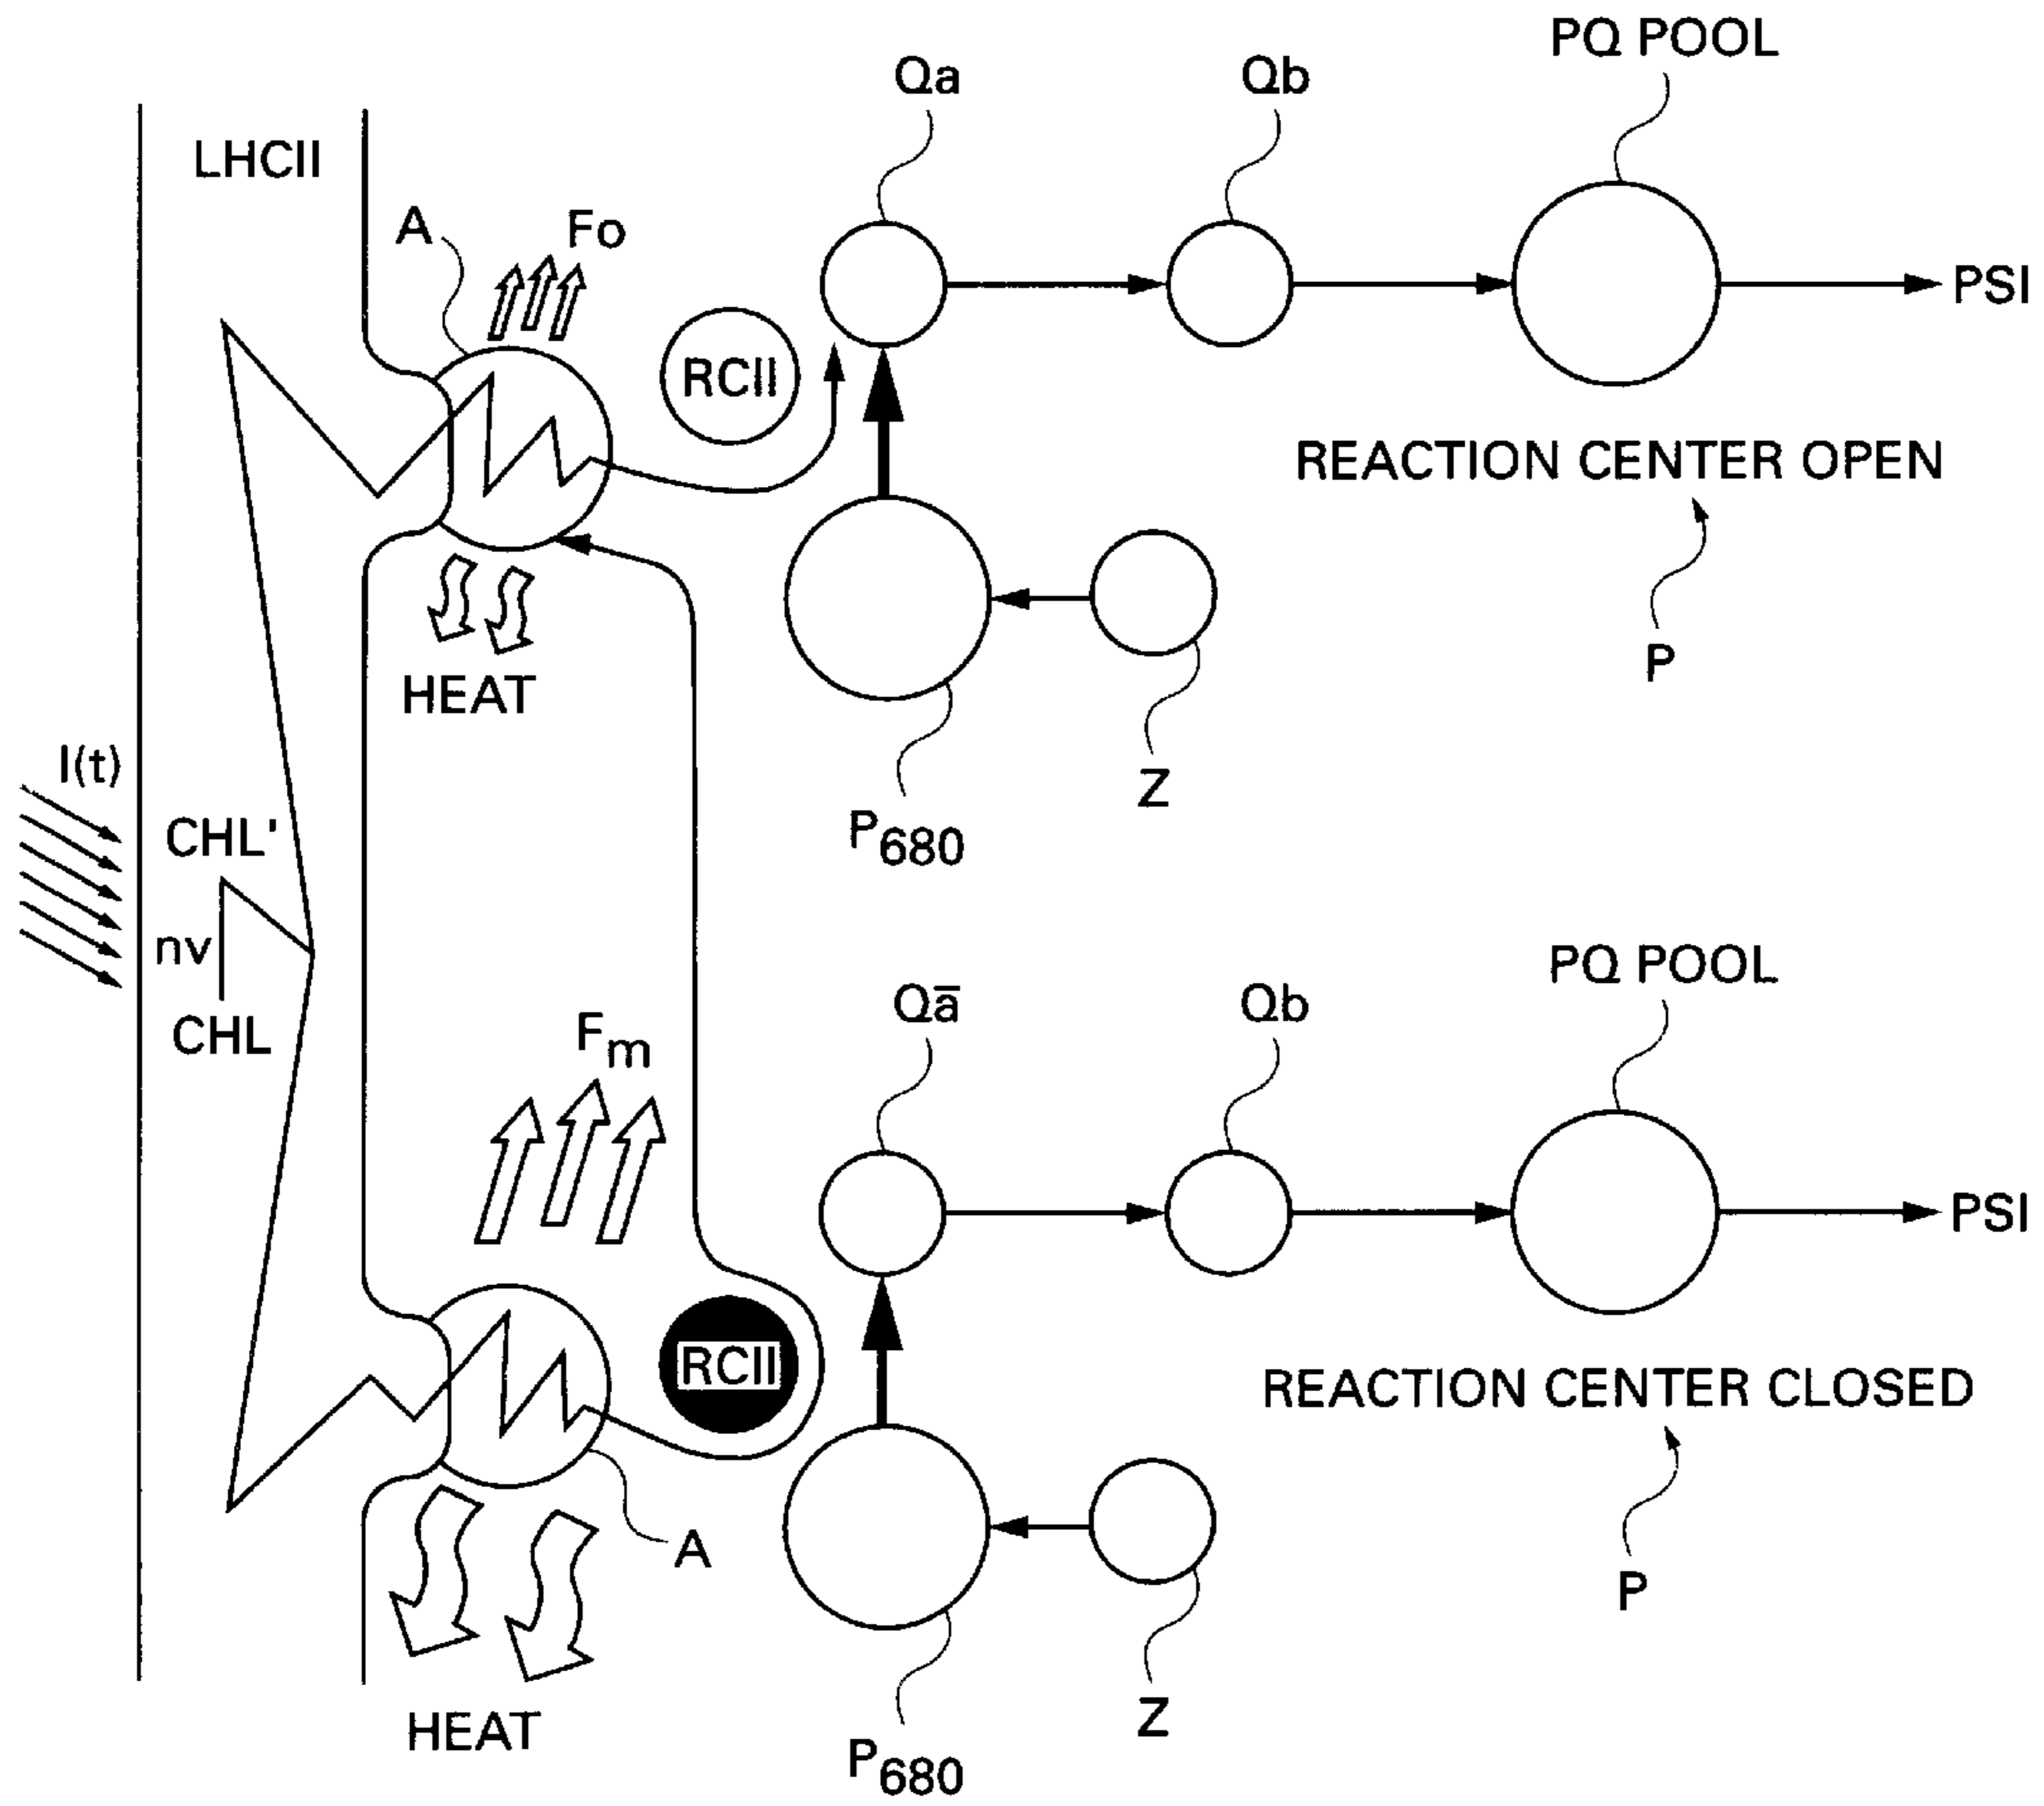 PQ POOL
Qa
Qb
LHCII
A
Fo
PSI
RCII
REACTION CENTER OPEN
P
HEAT
Z
P680
I(t)
CHL'
nv
CHL
PQ POOL
Qā
Qb
Fm
PSI
RCII
REACTION CENTER CLOSED
A
P
HEAT
Z
P680